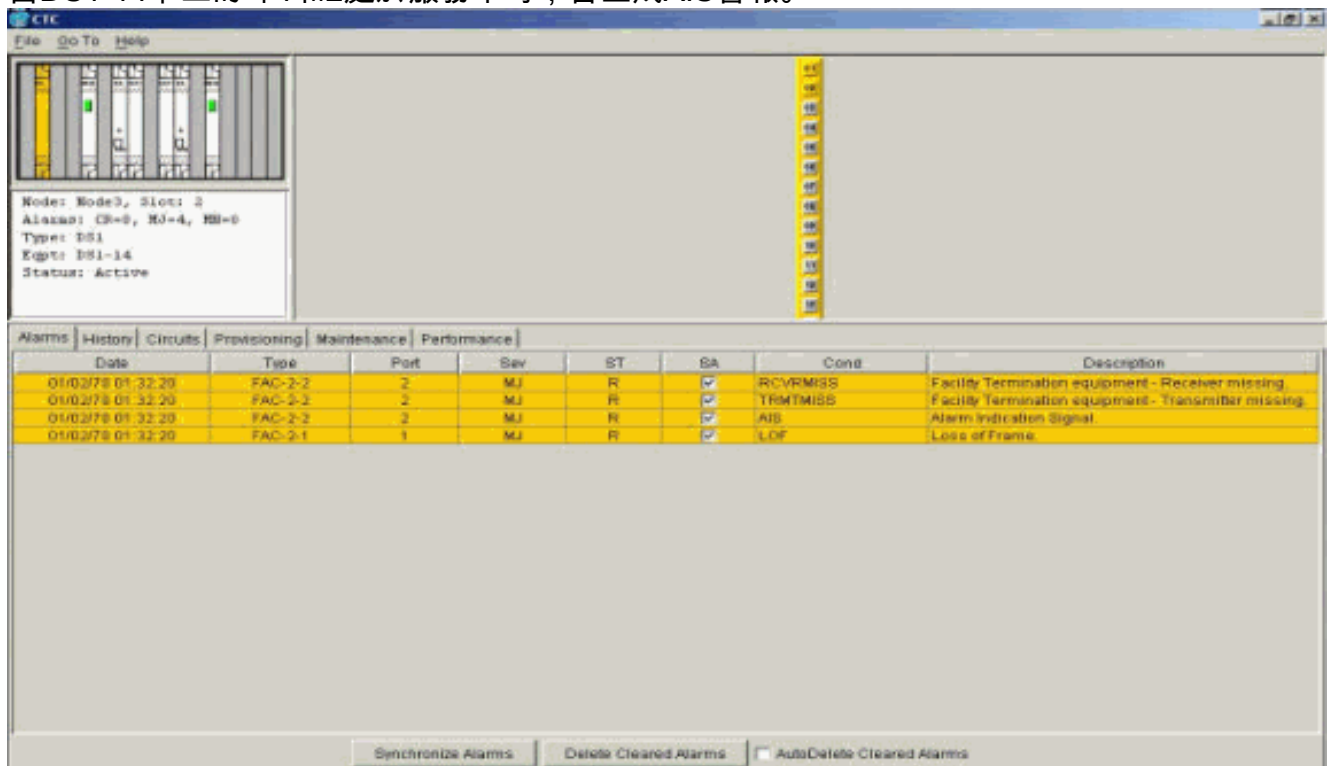 CTC
File Go To Help
Node: Node3, Slot: 2
Alarms: CR=0, MJ=4, MN=0
Type: DS1
Eqpt: DS1-14
Status: Active
Alarms History Circuits Provisioning Maintenance Performance
Date Type Port Sev ST SA Cond Description
01/02/70 01:32:20 FAC-2-2 2 MJ R RCVRMISS Facility Termination equipment - Receiver missing.
01/02/70 01:32:20 FAC-2-2 2 MJ R TRMTMISS Facility Termination equipment - Transmitter missing.
01/02/70 01:32:20 FAC-2-2 2 MJ R AIS Alarm Indication Signal.
01/02/70 01:32:20 FAC-2-1 1 MJ R LOF Loss of Frame.
Synchronize Alarms Delete Cleared Alarms AutoDelete Cleared Alarms